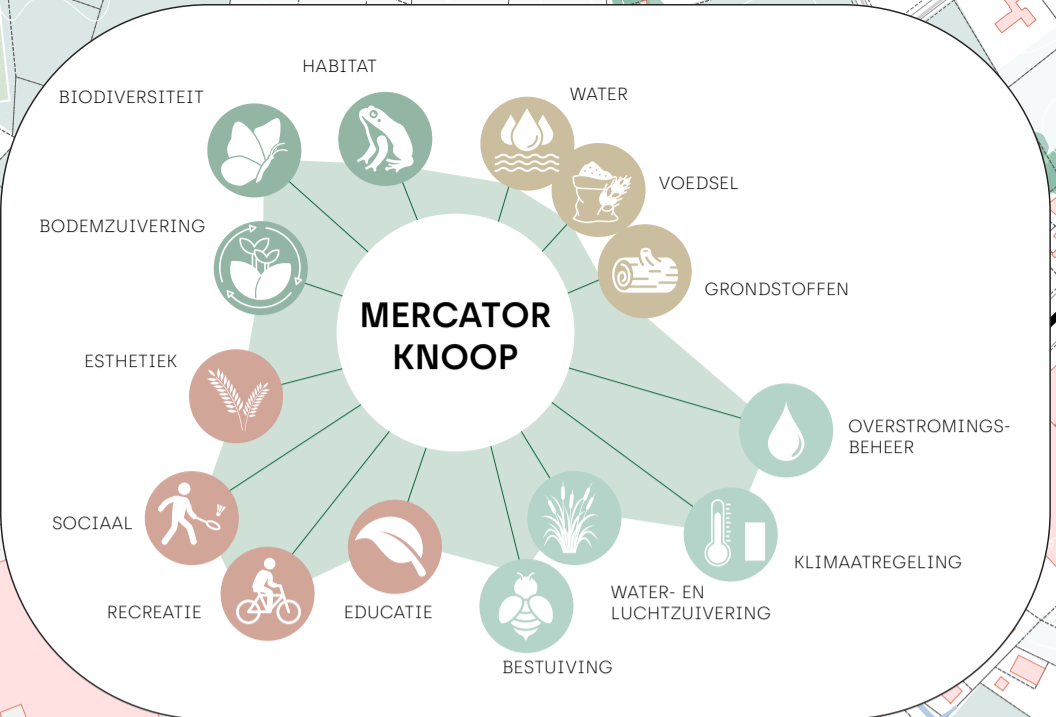 HABITAT
BIODIVERSITEIT
WATER
VOEDSEL
BODEMZUIVERING
GRONDSTOFFEN
MERCATOR
KNOOP
ESTHETIEK
OVERSTROMINGS-
BEHEER
SOCIAAL
KLIMAATREGELING
RECREATIE
EDUCATIE
WATER- EN
LUCHTZUIVERING
BESTUIVING